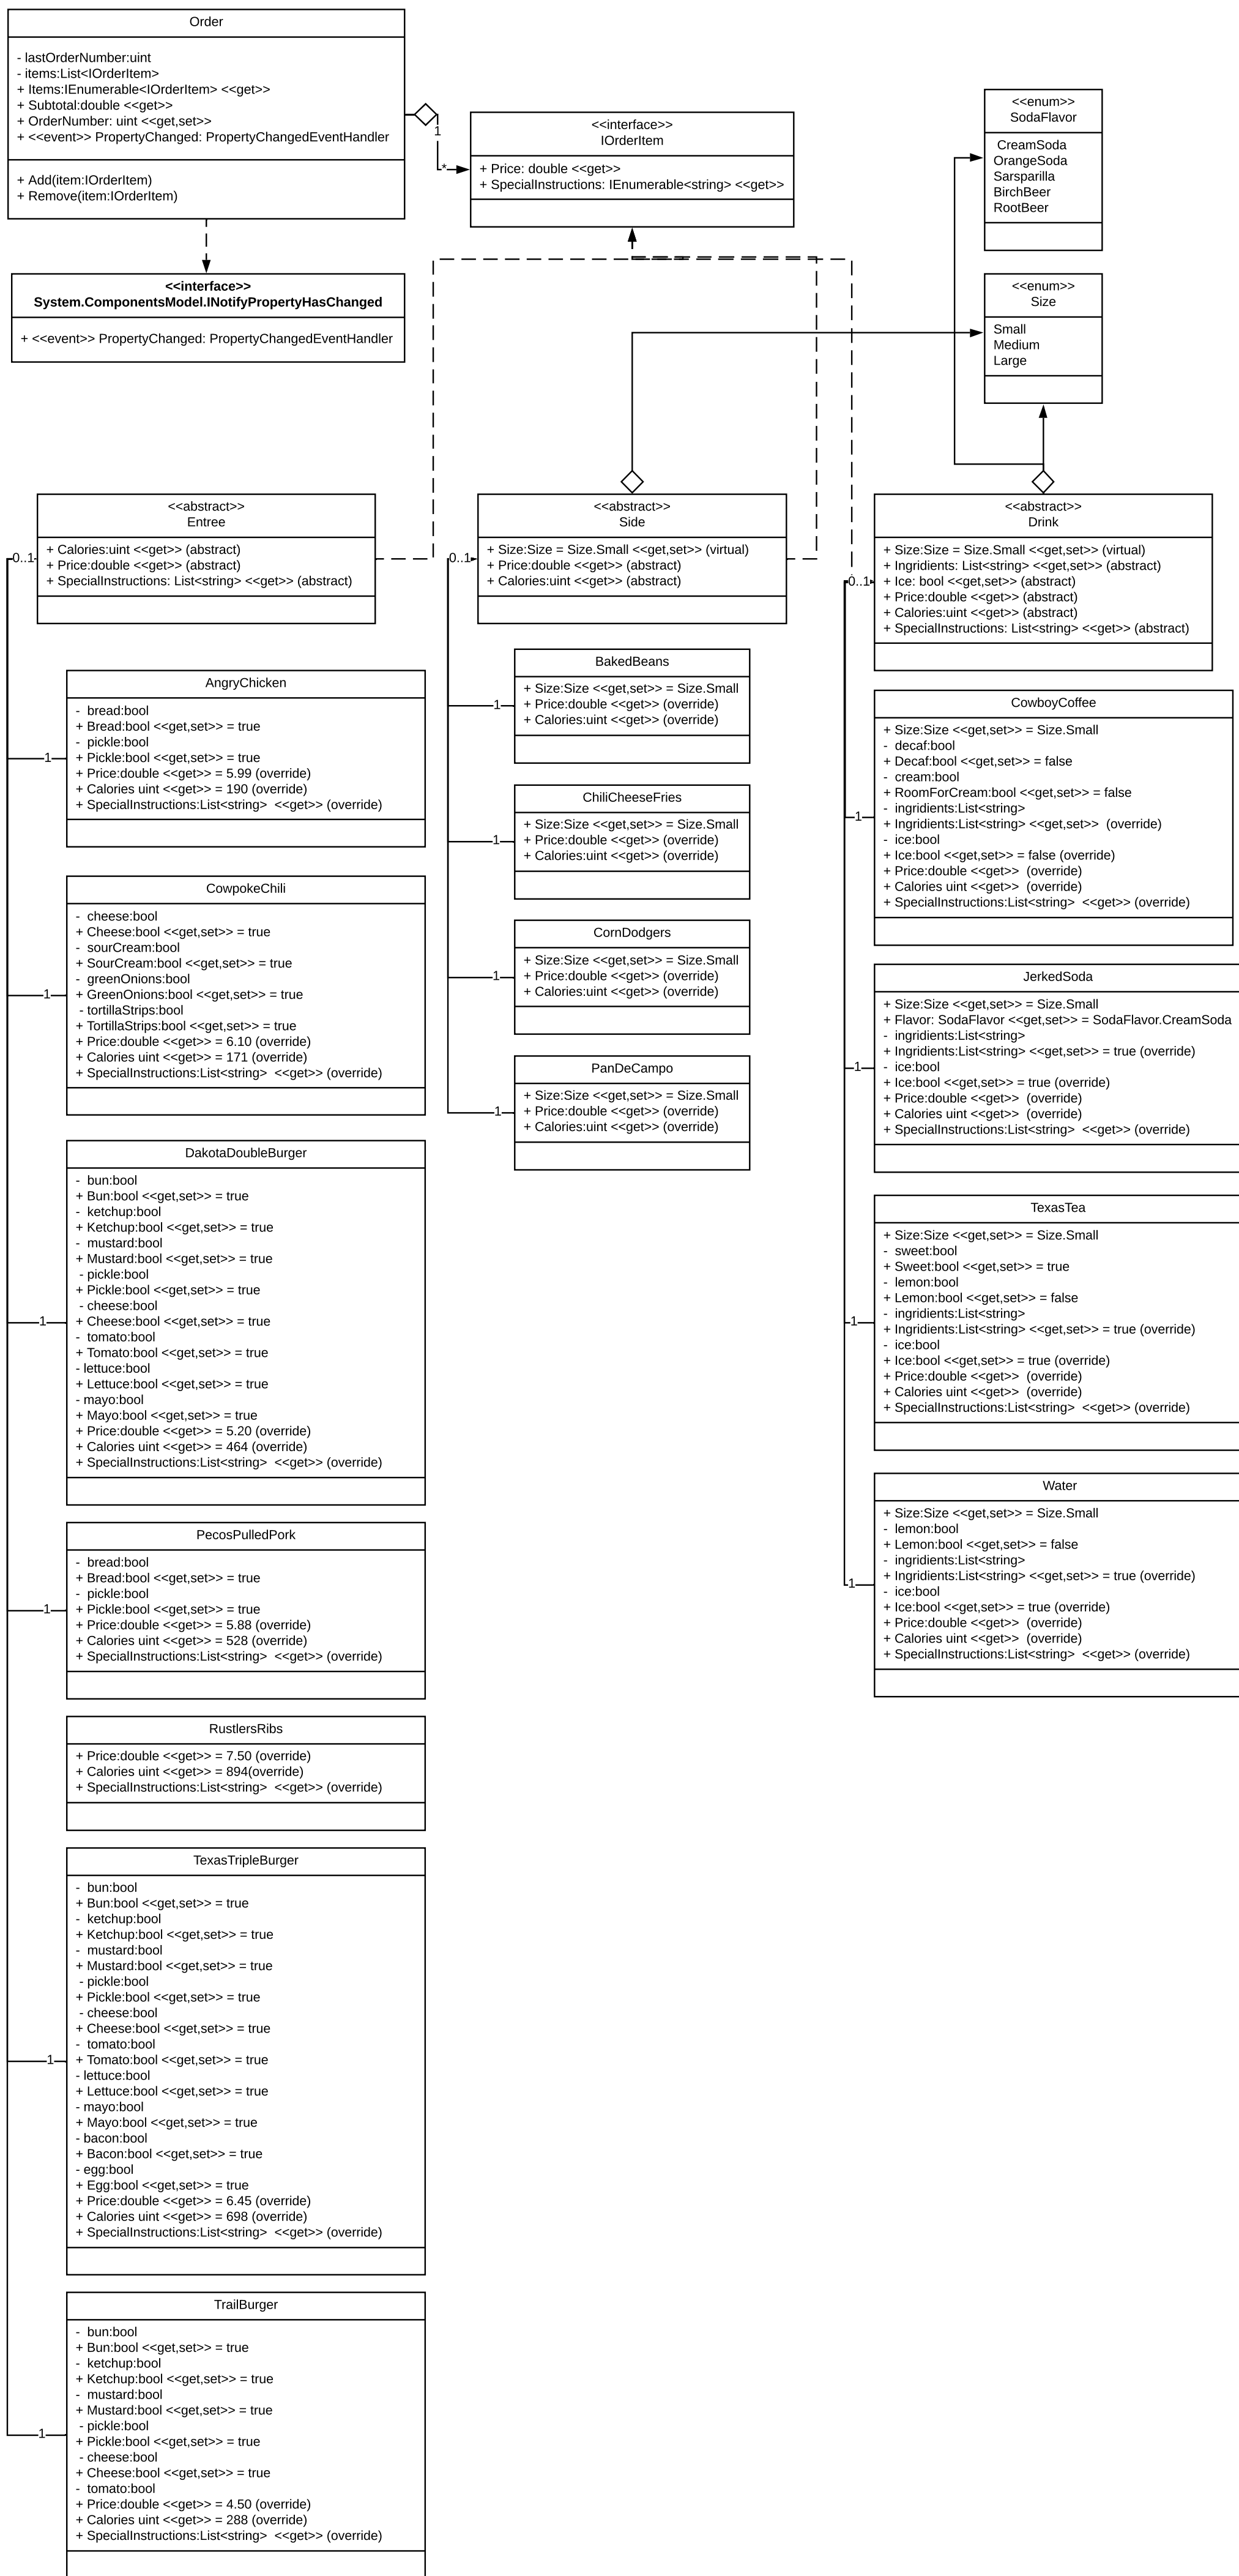 Order
- lastOrderNumber:uint
- items:List<IOrderItem>
+ Items:IEnumerable<IOrderItem> <<get>>
+ Subtotal:double <<get>>
+ OrderNumber: uint <<get,set>>
+ <<event>> PropertyChanged: PropertyChangedEventHandler
+ Add(item:IOrderItem)
+ Remove(item:IOrderItem)
1
*
<<interface>>
IOrderItem
+ Price: double <<get>>
+ SpecialInstructions: IEnumerable<string> <<get>>
<<enum>>
SodaFlavor
CreamSoda
OrangeSoda
Sarsparilla
BirchBeer
RootBeer
<<interface>>
System.ComponentsModel.INotifyPropertyHasChanged
+ <<event>> PropertyChanged: PropertyChangedEventHandler
<<enum>>
Size
Small
Medium
Large
<<abstract>>
Entree
+ Calories:uint <<get>> (abstract)
+ Price:double <<get>> (abstract)
+ SpecialInstructions: List<string> <<get>> (abstract)
0..1
AngryChicken
- bread:bool
+ Bread:bool <<get,set>> = true
- pickle:bool
+ Pickle:bool <<get,set>> = true
+ Price:double <<get>> = 5.99 (override)
+ Calories uint <<get>> = 190 (override)
+ SpecialInstructions:List<string> <<get>> (override)
1
CowpokeChili
- cheese:bool
+ Cheese:bool <<get,set>> = true
- sourCream:bool
+ SourCream:bool <<get,set>> = true
- greenOnions:bool
+ GreenOnions:bool <<get,set>> = true
- tortillaStrips:bool
+ TortillaStrips:bool <<get,set>> = true
+ Price:double <<get>> = 6.10 (override)
+ Calories uint <<get>> = 171 (override)
+ SpecialInstructions:List<string> <<get>> (override)
1
DakotaDoubleBurger
- bun:bool
+ Bun:bool <<get,set>> = true
- ketchup:bool
+ Ketchup:bool <<get,set>> = true
- mustard:bool
+ Mustard:bool <<get,set>> = true
- pickle:bool
+ Pickle:bool <<get,set>> = true
- cheese:bool
+ Cheese:bool <<get,set>> = true
- tomato:bool
+ Tomato:bool <<get,set>> = true
- lettuce:bool
+ Lettuce:bool <<get,set>> = true
- mayo:bool
+ Mayo:bool <<get,set>> = true
+ Price:double <<get>> = 5.20 (override)
+ Calories uint <<get>> = 464 (override)
+ SpecialInstructions:List<string> <<get>> (override)
1
PecosPulledPork
- bread:bool
+ Bread:bool <<get,set>> = true
- pickle:bool
+ Pickle:bool <<get,set>> = true
+ Price:double <<get>> = 5.88 (override)
+ Calories uint <<get>> = 528 (override)
+ SpecialInstructions:List<string> <<get>> (override)
1
RustlersRibs
+ Price:double <<get>> = 7.50 (override)
+ Calories uint <<get>> = 894(override)
+ SpecialInstructions:List<string> <<get>> (override)
TexasTripleBurger
- bun:bool
+ Bun:bool <<get,set>> = true
- ketchup:bool
+ Ketchup:bool <<get,set>> = true
- mustard:bool
+ Mustard:bool <<get,set>> = true
- pickle:bool
+ Pickle:bool <<get,set>> = true
- cheese:bool
+ Cheese:bool <<get,set>> = true
- tomato:bool
+ Tomato:bool <<get,set>> = true
- lettuce:bool
+ Lettuce:bool <<get,set>> = true
- mayo:bool
+ Mayo:bool <<get,set>> = true
- bacon:bool
+ Bacon:bool <<get,set>> = true
- egg:bool
+ Egg:bool <<get,set>> = true
+ Price:double <<get>> = 6.45 (override)
+ Calories uint <<get>> = 698 (override)
+ SpecialInstructions:List<string> <<get>> (override)
1
TrailBurger
- bun:bool
+ Bun:bool <<get,set>> = true
- ketchup:bool
+ Ketchup:bool <<get,set>> = true
- mustard:bool
+ Mustard:bool <<get,set>> = true
- pickle:bool
+ Pickle:bool <<get,set>> = true
- cheese:bool
+ Cheese:bool <<get,set>> = true
- tomato:bool
+ Price:double <<get>> = 4.50 (override)
+ Calories uint <<get>> = 288 (override)
+ SpecialInstructions:List<string> <<get>> (override)
1
<<abstract>>
Side
+ Size:Size = Size.Small <<get,set>> (virtual)
+ Price:double <<get>> (abstract)
+ Calories:uint <<get>> (abstract)
0..1
BakedBeans
+ Size:Size <<get,set>> = Size.Small
+ Price:double <<get>> (override)
+ Calories:uint <<get>> (override)
1
ChiliCheeseFries
+ Size:Size <<get,set>> = Size.Small
+ Price:double <<get>> (override)
+ Calories:uint <<get>> (override)
1
CornDodgers
+ Size:Size <<get,set>> = Size.Small
+ Price:double <<get>> (override)
+ Calories:uint <<get>> (override)
1
PanDeCampo
+ Size:Size <<get,set>> = Size.Small
+ Price:double <<get>> (override)
+ Calories:uint <<get>> (override)
1
<<abstract>>
Drink
+ Size:Size = Size.Small <<get,set>> (virtual)
+ Ingredients: List<string> <<get,set>> (abstract)
+ Ice: bool <<get,set>> (abstract)
+ Price:double <<get>> (abstract)
+ Calories:uint <<get>> (abstract)
+ SpecialInstructions: List<string> <<get>> (abstract)
0..1
CowboyCoffee
+ Size:Size <<get,set>> = Size.Small
- decaf:bool
+ Decaf:bool <<get,set>> = false
- cream:bool
+ RoomForCream:bool <<get,set>> = false
- ingridients:List<string>
+ Ingridients:List<string> <<get,set>> (override)
- ice:bool
+ Ice:bool <<get,set>> = false (override)
+ Price:double <<get>> (override)
+ Calories uint <<get>> (override)
+ SpecialInstructions:List<string> <<get>> (override)
1
JerkedSoda
+ Size:Size <<get,set>> = Size.Small
+ Flavor: SodaFlavor <<get,set>> = SodaFlavor.CreamSoda
- ingridients:List<string>
+ Ingridients:List<string> <<get,set>> = true (override)
- ice:bool
+ Ice:bool <<get,set>> = true (override)
+ Price:double <<get>> (override)
+ Calories uint <<get>> (override)
+ SpecialInstructions:List<string> <<get>> (override)
1
TexasTea
+ Size:Size <<get,set>> = Size.Small
- sweet:bool
+ Sweet:bool <<get,set>> = true
- lemon:bool
+ Lemon:bool <<get,set>> = false
- ingridients:List<string>
+ Ingridients:List<string> <<get,set>> = true (override)
- ice:bool
+ Ice:bool <<get,set>> = true (override)
+ Price:double <<get>> (override)
+ Calories uint <<get>> (override)
+ SpecialInstructions:List<string> <<get>> (override)
1
Water
+ Size:Size <<get,set>> = Size.Small
- lemon:bool
+ Lemon:bool <<get,set>> = false
- ingridients:List<string>
+ Ingridients:List<string> <<get,set>> = true (override)
- ice:bool
+ Ice:bool <<get,set>> = true (override)
+ Price:double <<get>> (override)
+ Calories uint <<get>> (override)
+ SpecialInstructions:List<string> <<get>> (override)
1